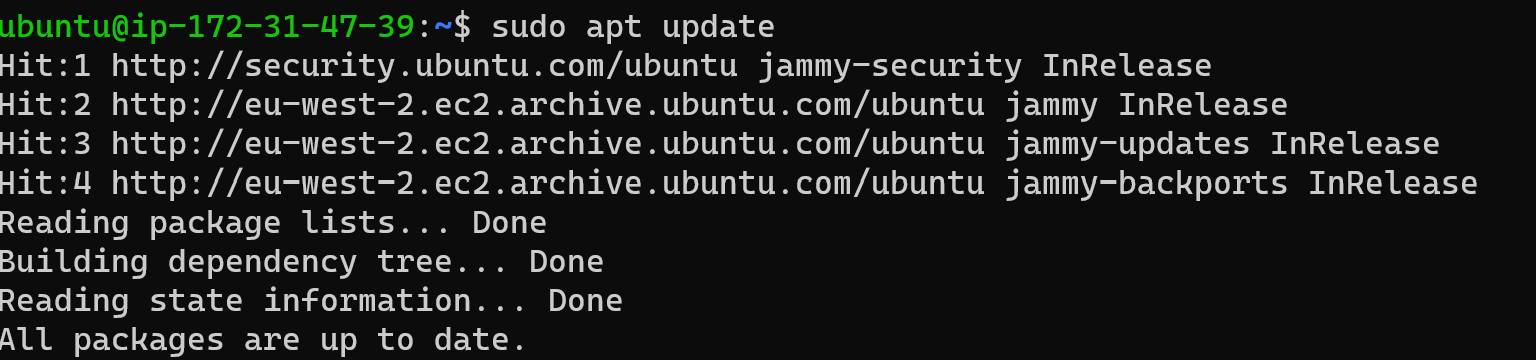 ubuntu@ip-172-31-47-39:~$ sudo apt update
Hit:1 http://security.ubuntu.com/ubuntu jammy-security InRelease
Hit:2 http://eu-west-2.ec2.archive.ubuntu.com/ubuntu jammy InRelease
Hit:3 http://eu-west-2.ec2.archive.ubuntu.com/ubuntu jammy-updates InRelease
Hit:4 http://eu-west-2.ec2.archive.ubuntu.com/ubuntu jammy-backports InRelease
Reading package lists... Done
Building dependency tree... Done
Reading state information... Done
All packages are up to date.